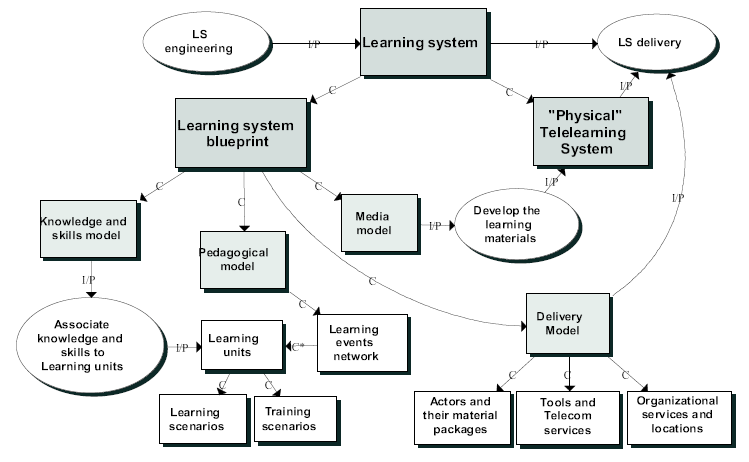 LS
engineering
I/P
Learning system
I/P
LS delivery
C
C
I/P
Learning system
blueprint
"Physical"
Telelearning
System
C
C
C
I/P
I/P
Knowledge and
skills model
Media
model
I/P
Develop the
learning
materials
Pedagogical
model
I/P
C
C
Associate
knowledge and
skills to
Learning units
I/P
Learning
units
C*
Learning
events
network
Delivery
Model
C
C
C
C
C
Learning
scenarios
Training
scenarios
Actors and
their material
packages
Tools and
Telecom
services
Organizational
services and
locations